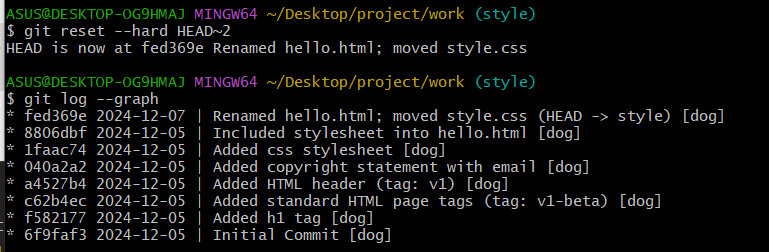 ASUS@DESKTOP-OG9HMAJ MINGW64 ~/Desktop/project/work (style)
$ git reset --hard HEAD~2
HEAD is now at fed369e Renamed hello.html; moved style.css
ASUS@DESKTOP-OG9HMAJ MINGW64 ~/Desktop/project/work (style)
$ git log --graph
* fed369e 2024-12-07 | Renamed hello.html; moved style.css (HEAD -> style) [dog]
* 8806dbf 2024-12-05 | Included stylesheet into hello.html [dog]
* 1faac74 2024-12-05 | Added css stylesheet [dog]
* 040a2a2 2024-12-05 | Added copyright statement with email [dog]
* a4527b4 2024-12-05 | Added HTML header (tag: v1) [dog]
* c62b4ec 2024-12-05 | Added standard HTML page tags (tag: v1-beta) [dog]
* f582177 2024-12-05 | Added h1 tag [dog]
* 6f9faf3 2024-12-05 | Initial Commit [dog]